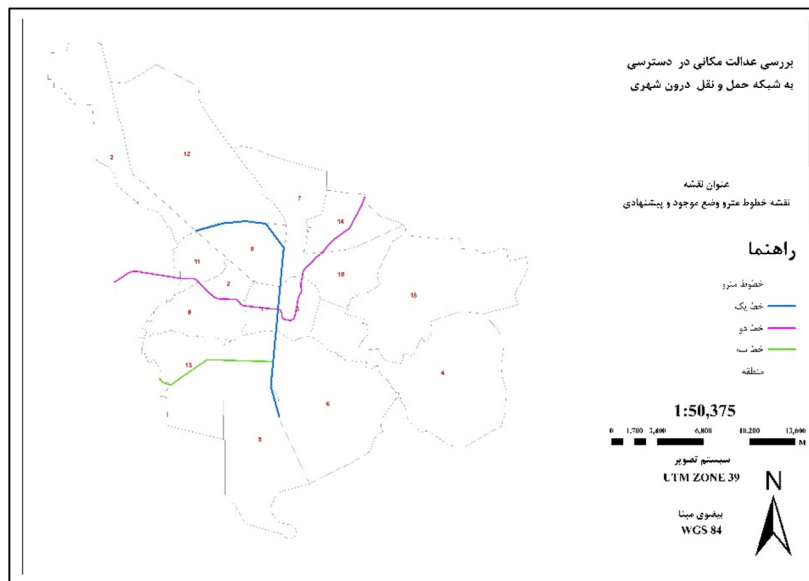 بررسی عدالت مکانی در دسترسی
به شبکه حمل و نقل درون شهری
عنوان نقشه
نقشه خطوط مترو وضع موجود و پیشنهادی
راهنما
خطوط مترو
خط یک
خط دو
خط سه
منطقه
1:50,375
0 1,700 3,400 6,800 10,200 13,600
M
سیستم تصویر
UTM ZONE 39
N
بیضوی مبنا
WGS 84
2
12
7
14
8
11
10
2
15
1
3
9
13
4
6
5